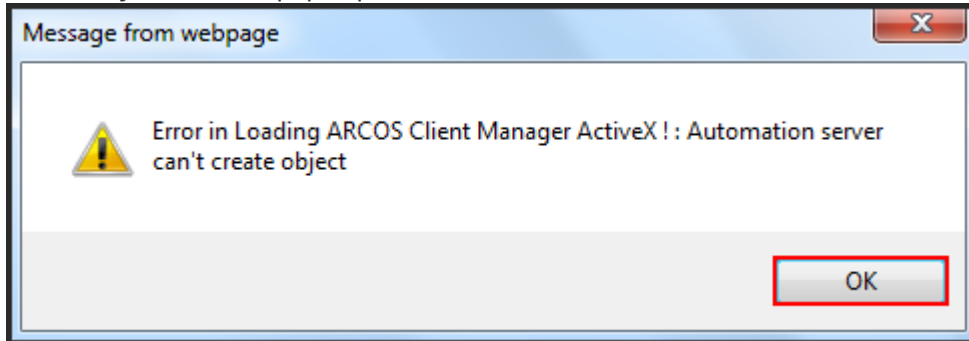 Message from webpage
Error in Loading ARCOS Client Manager ActiveX ! : Automation server
can't create object
OK